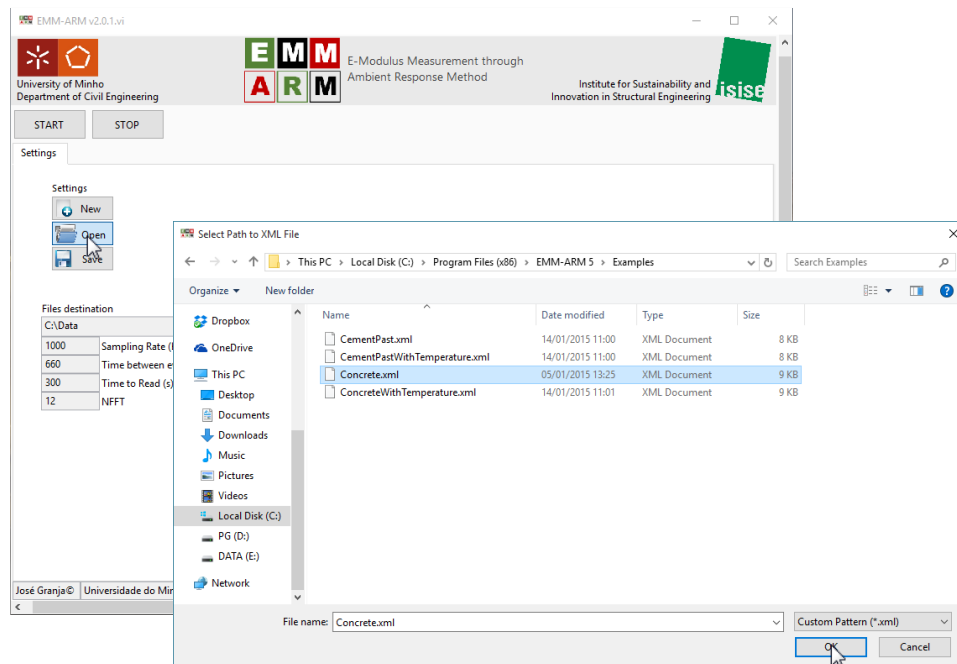 EMM-ARM v2.0.1.vi
EMM
ARM
E-Modulus Measurement through
Ambient Response Method
University of Minho
Department of Civil Engineering
Institute for Sustainability and
Innovation in Structural Engineering
isise
START STOP
Settings
Settings
New
Open
Save
Files destination
C:\Data
1000 Sampling Rate
660 Time between
300 Time to Read (s)
12 NFFT
José Granja© Universidade do
Select Path to XML File
This PC > Local Disk (C:) > Program Files (x86) > EMM-ARM 5 > Examples
Search Examples
Organize New folder
Dropbox
OneDrive
This PC
Desktop
Documents
Downloads
Music
Pictures
Videos
Local Disk (C:)
PG (D:)
DATA (E:)
Network
Name Date modified Type Size
CementPast.xml 14/01/2015 11:00 XML Document 8 KB
CementPastWithTemperature.xml 14/01/2015 11:00 XML Document 8 KB
Concrete.xml 05/01/2015 13:25 XML Document 9 KB
ConcreteWithTemperature.xml 14/01/2015 11:01 XML Document 9 KB
File name: Concrete.xml Custom Pattern (*.xml)
OK Cancel